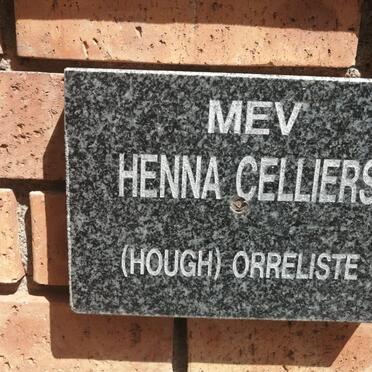 MEV
HENNA CELLIERS
(HOUGH) ORRELISTE